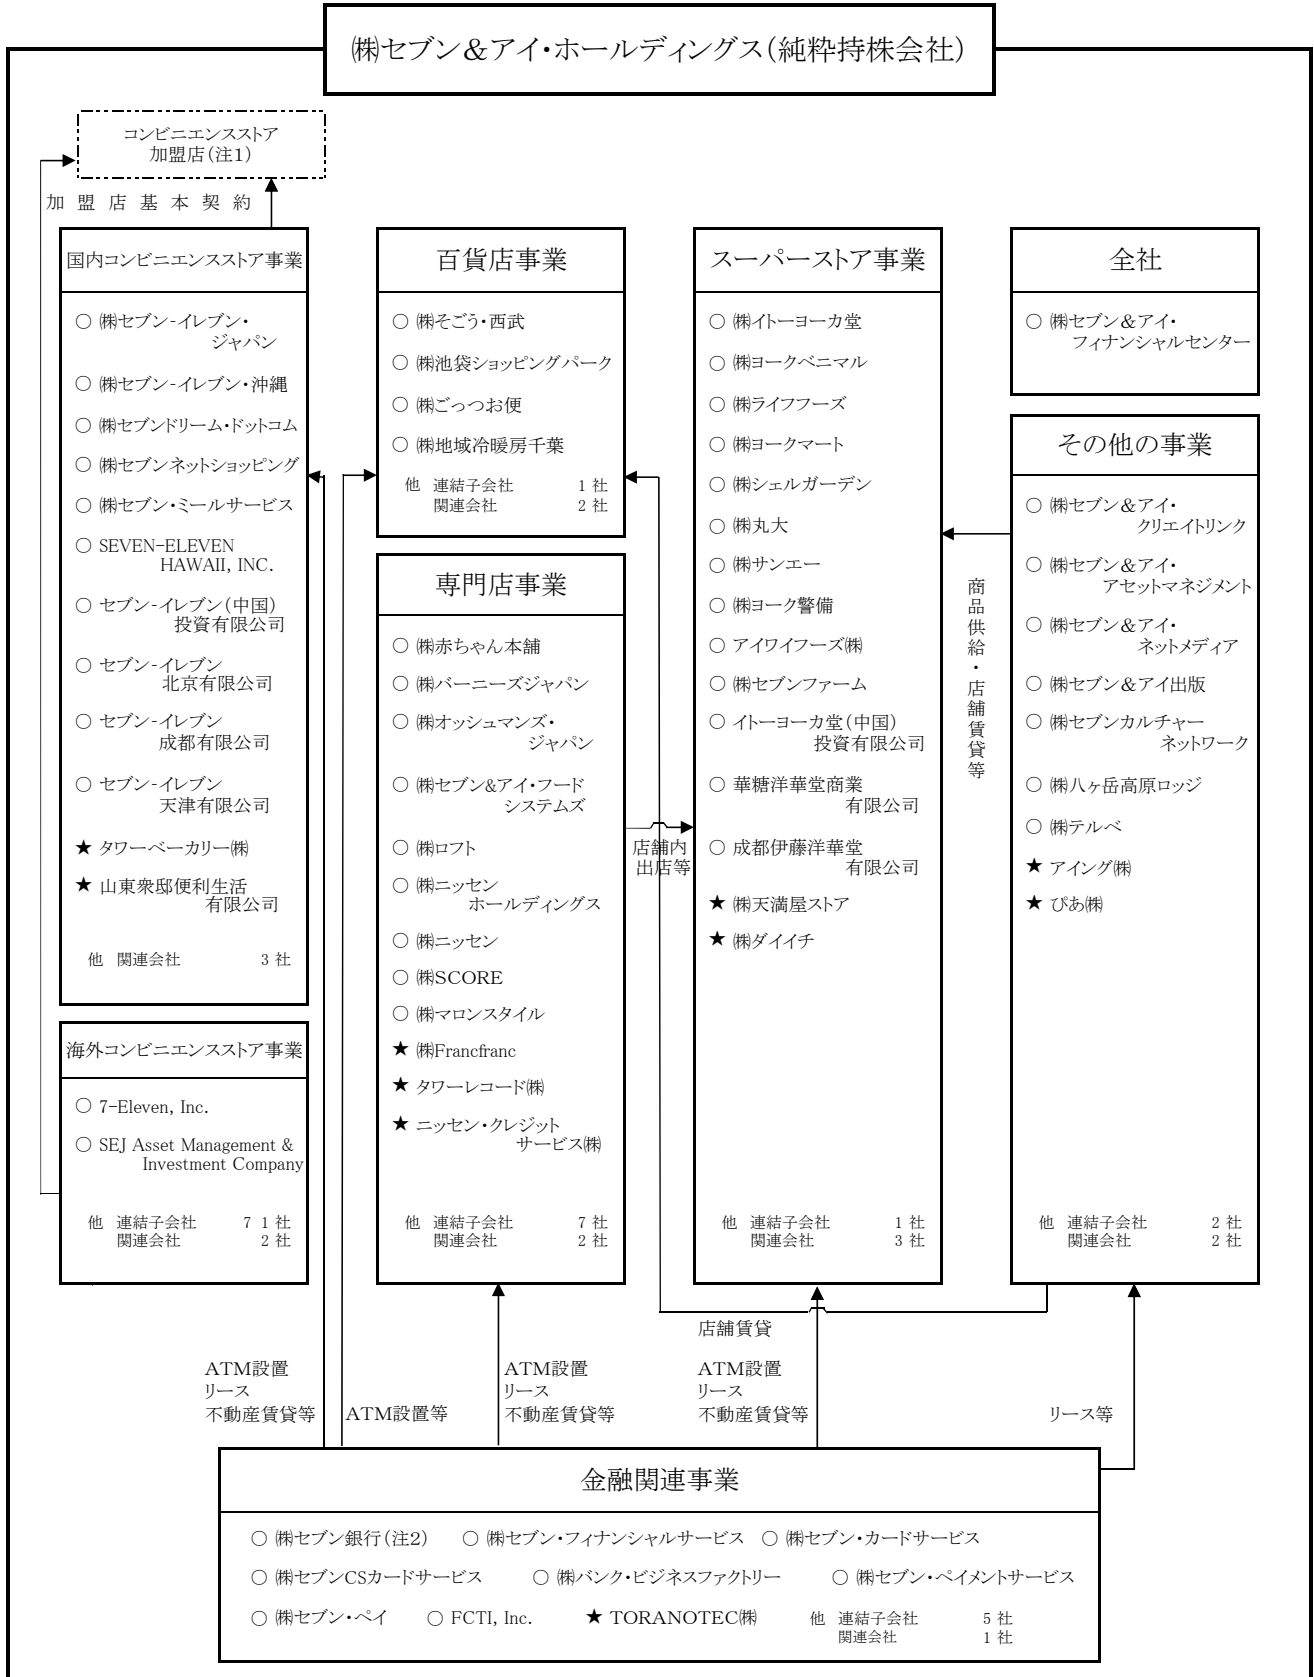 ㈱セブン＆アイ・ホールディングス(純粋持株会社)
コンビニエンスストア
加盟店(注1)
加盟店基本契約
国内コンビニエンスストア事業
○ ㈱セブン-イレブン・
ジャパン
○ ㈱セブン-イレブン・沖縄
○ ㈱セブンドリーム・ドットコム
○ ㈱セブンネットショッピング
○ ㈱セブン・ミールサービス
○ SEVEN-ELEVEN
HAWAII, INC.
○ セブン-イレブン(中国)
投資有限公司
○ セブン-イレブン
北京有限公司
○ セブン-イレブン
成都有限公司
○ セブン-イレブン
天津有限公司
★ タワーベーカリー㈱
★ 山東衆邸便利生活
有限公司
他 関連会社 3 社
海外コンビニエンスストア事業
○ 7-Eleven, Inc.
○ SEJ Asset Management &
Investment Company
他 連結子会社 7 1 社
関連会社 2 社
百貨店事業
○ ㈱そごう・西武
○ ㈱池袋ショッピングパーク
○ ㈱ごっつお便
○ ㈱地域冷暖房千葉
他 連結子会社 1 社
関連会社 2 社
専門店事業
○ ㈱赤ちゃん本舗
○ ㈱バーニーズジャパン
○ ㈱オッシュマンズ・
ジャパン
○ ㈱セブン&アイ・フード
システムズ
○ ㈱ロフト
○ ㈱ニッセン
ホールディングス
○ ㈱ニッセン
○ ㈱SCORE
○ ㈱マロンスタイル
★ ㈱Francfranc
★ タワーレコード㈱
★ ニッセン・クレジット
サービス㈱
他 連結子会社 7 社
関連会社 2 社
店舗内
出店等
スーパーストア事業
○ ㈱イトーヨーカ堂
○ ㈱ヨークベニマル
○ ㈱ライフフーズ
○ ㈱ヨークマート
○ ㈱シェルガーデン
○ ㈱丸大
○ ㈱サンエー
○ ㈱ヨーク警備
○ アイワイフーズ㈱
○ ㈱セブンファーム
○ イトーヨーカ堂(中国)
投資有限公司
○ 華糖洋華堂商業
有限公司
○ 成都伊藤洋華堂
有限公司
★ ㈱天満屋ストア
★ ㈱ダイイチ
他 連結子会社 1 社
関連会社 3 社
商品供給・店舗賃貸等
全社
○ ㈱セブン＆アイ・
フィナンシャルセンター
その他の事業
○ ㈱セブン＆アイ・
クリエイトリンク
○ ㈱セブン＆アイ・
アセットマネジメント
○ ㈱セブン＆アイ・
ネットメディア
○ ㈱セブン＆アイ出版
○ ㈱セブンカルチャー
ネットワーク
○ ㈱八ヶ岳高原ロッジ
○ ㈱テルベ
★ アイング㈱
★ ぴあ㈱
他 連結子会社 2 社
関連会社 2 社
店舗賃貸
ATM設置
リース
不動産賃貸等
ATM設置等
ATM設置
リース
不動産賃貸等
ATM設置
リース
不動産賃貸等
リース等
金融関連事業
○ ㈱セブン銀行(注2) ○ ㈱セブン・フィナンシャルサービス ○ ㈱セブン・カードサービス
○ ㈱セブンCSカードサービス ○ ㈱バンク・ビジネスファクトリー ○ ㈱セブン・ペイメントサービス
○ ㈱セブン・ペイ ○ FCTI, Inc. ★ TORANOTEC㈱ 他 連結子会社 5 社
関連会社 1 社